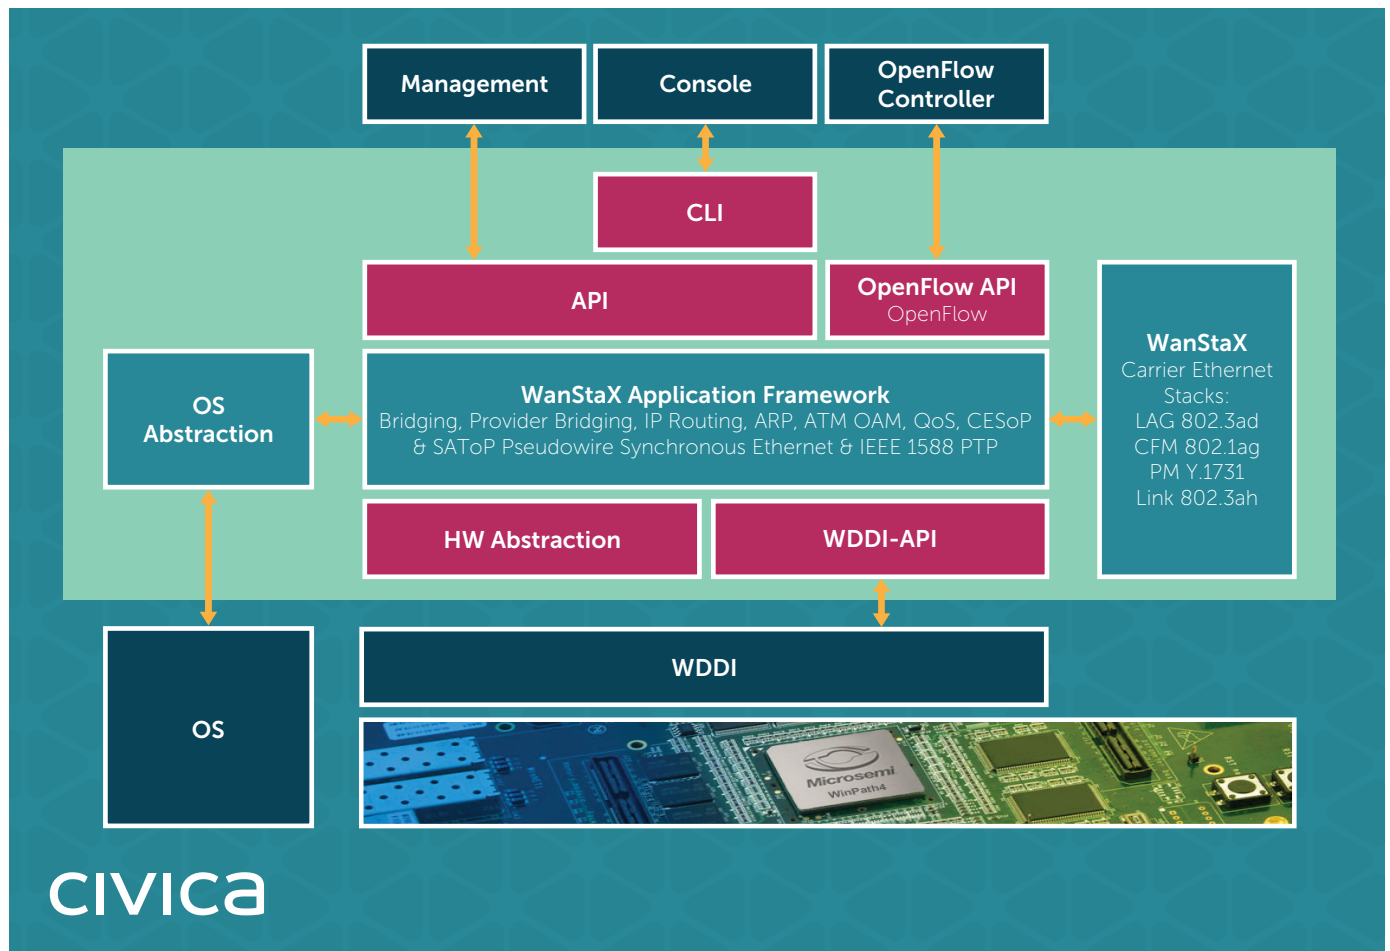 Management
Console
OpenFlow
Controller
CLI
API
OpenFlow API
OpenFlow
WanStaX
Carrier Ethernet
Stacks:
LAG 802.3ad
CFM 802.1ag
PM Y.1731
Link 802.3ah
OS
Abstraction
WanStaX Application Framework
Bridging, Provider Bridging, IP Routing, ARP, ATM OAM, QoS, CESoP
& SAToP Pseudowire Synchronous Ethernet & IEEE 1588 PTP
HW Abstraction
WDDI-API
OS
WDDI
Microsemi
WinPath4
CIVICA